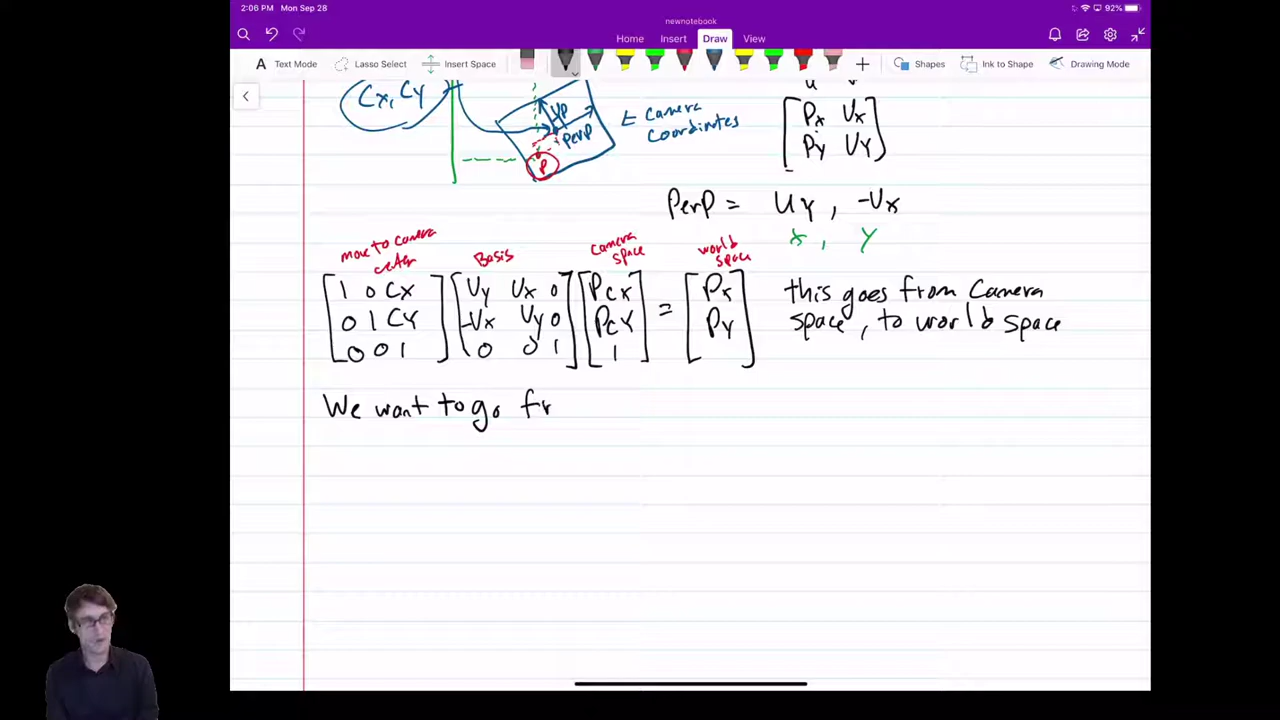 2:06 PM Mon Sep 28
92%
newnotebook
Home Insert Draw View
Text Mode Lasso Select Insert Space Shapes Ink to Shape Drawing Mode
Cx, Cy
UP
PerP
P
← Camera
Coordinates
u v
Px Ux
Py Uy
PerP = Uy, -Ux
x, y
move to camera
center
Basis
camera
space
world
space
1 0 Cx Uy Ux 0 Pcx = Px
0 1 Cy -Ux Uy 0 Pcy Py
0 0 1 0 0 1 1
this goes from Camera
space, to world space
We want to go fr